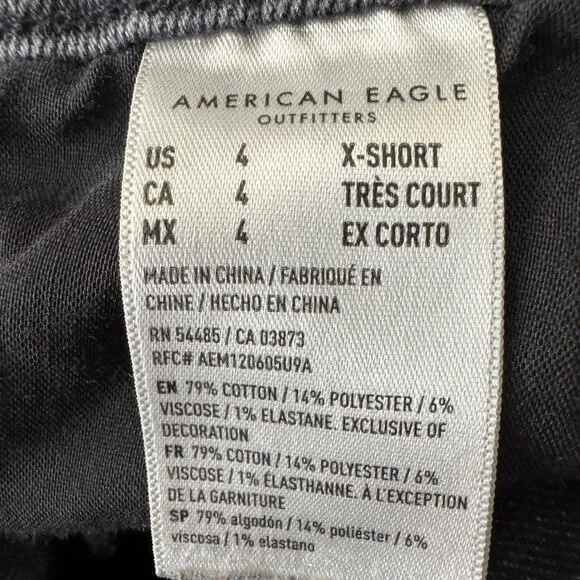 AMERICAN EAGLE
OUTFITTERS
US 4 X-SHORT
CA 4 TRÈS COURT
MX 4 EX CORTO
MADE IN CHINA / FABRIQUÉ EN
CHINE / HECHO EN CHINA
RN 54485 / CA 03873
RFC# AEM120605U9A
EN 79% COTTON / 14% POLYESTER / 6%
VISCOSE / 1% ELASTANE. EXCLUSIVE OF
DECORATION
FR 79% COTON / 14% POLYESTER / 6%
VISCOSE / 1% ÉLASTHANNE. À L'EXCEPTION
DE LA GARNITURE
SP 79% algodón / 14% poliéster / 6%
viscosa / 1% elastano